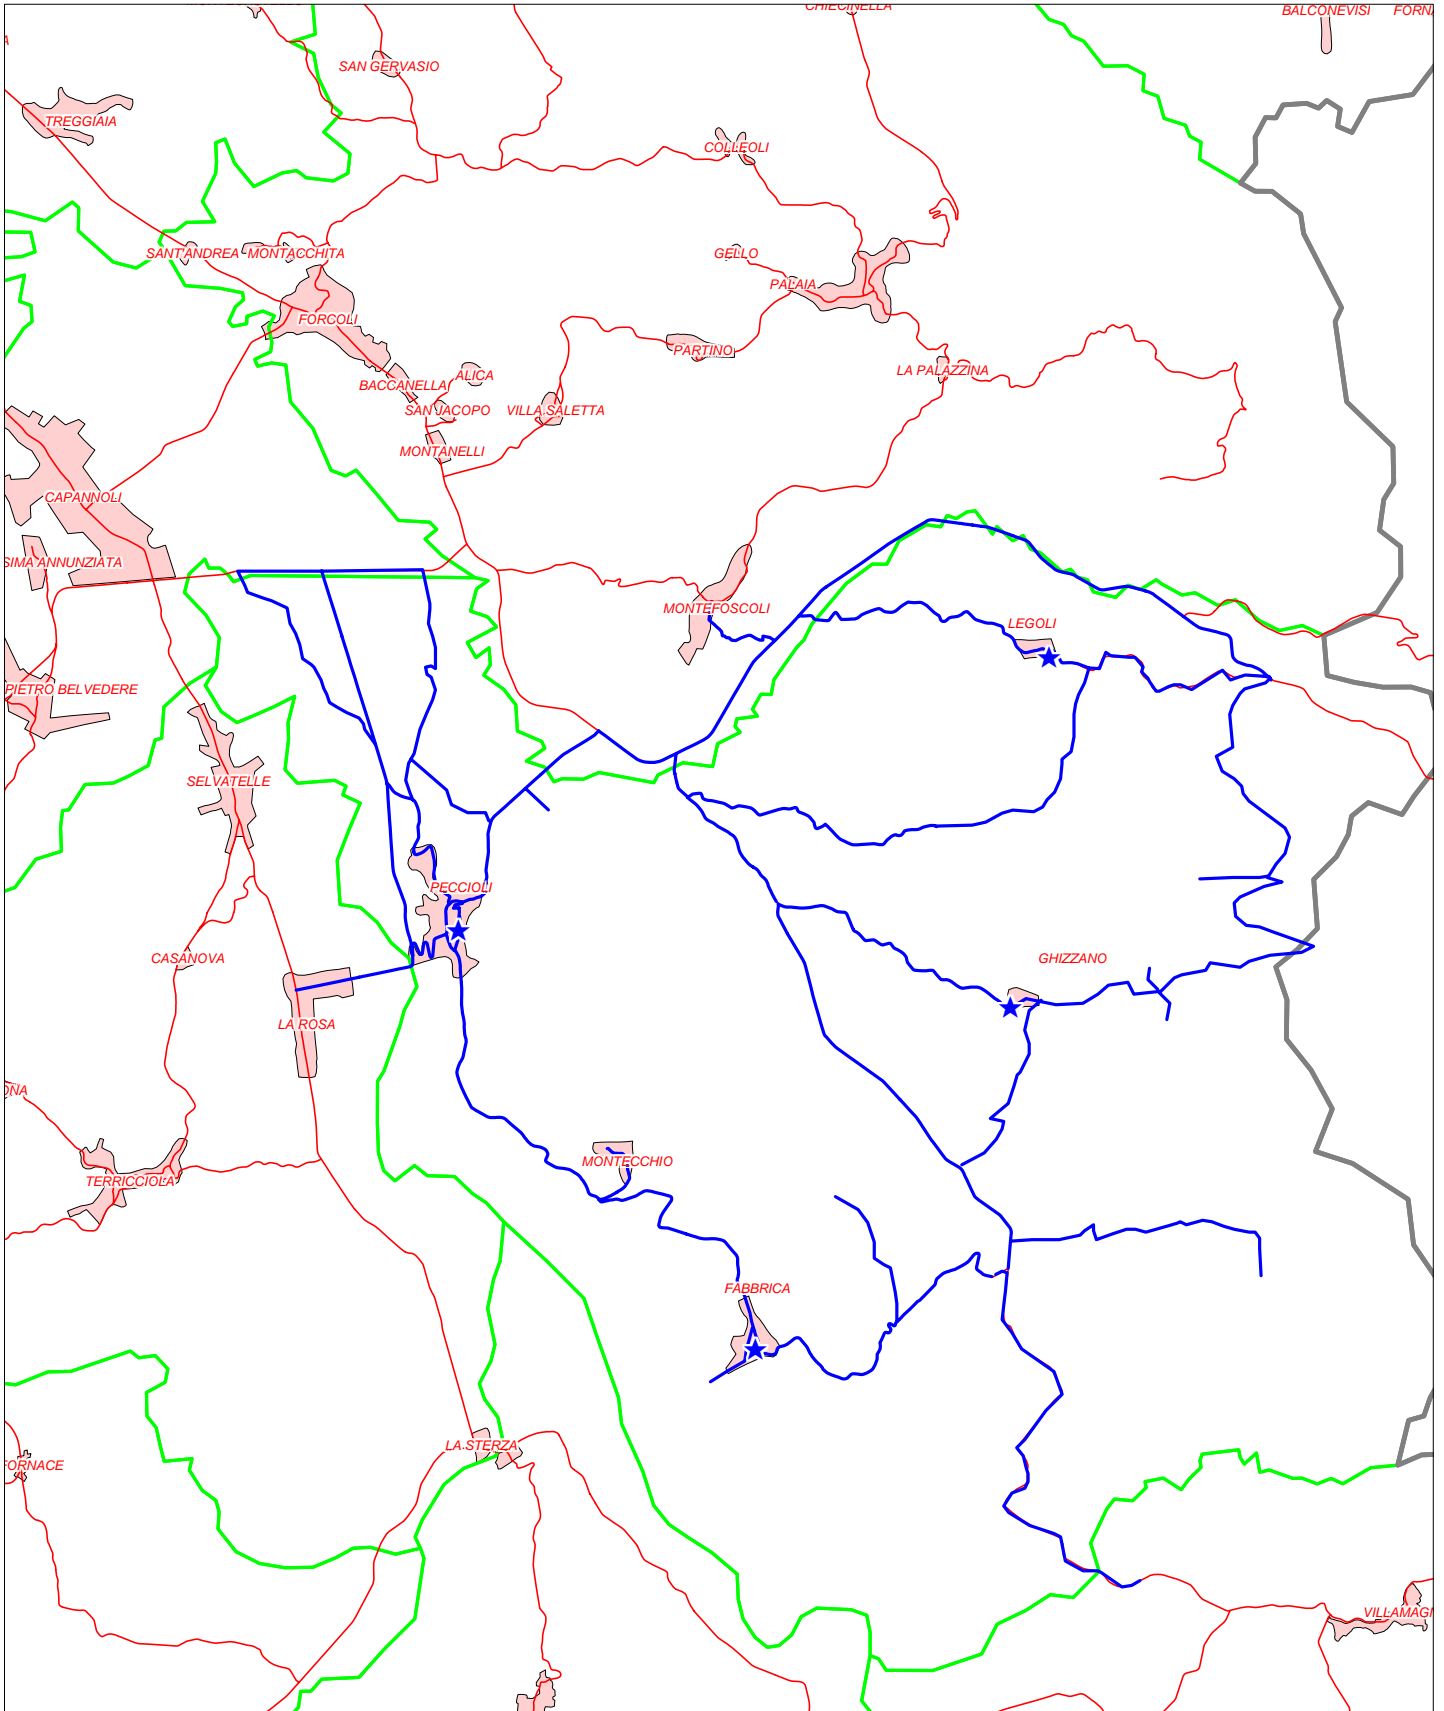 CHIECINELLA
BALCONEVISI
SAN GERVASIO
TREGGIAIA
COLLEOLI
SANT'ANDREA
MONTACCHITA
GELLO
PALAIA
FORCOLI
PARTINO
LA PALAZZINA
ALICA
BACCANELLA
SAN JACOPO
VILLA SALETTA
MONTANELLI
CAPANNOLI
SIMA ANNUNZIATA
MONTEFOSCOLI
LEGOLI
PIETRO BELVEDERE
SELVATELLE
PECCIOLI
CASANOVA
GHIZZANO
LA ROSA
ONA
MONTECCHIO
TERRICCIOLA
FABBRICA
LA STERZA
FORNACE
VILLAMAGI